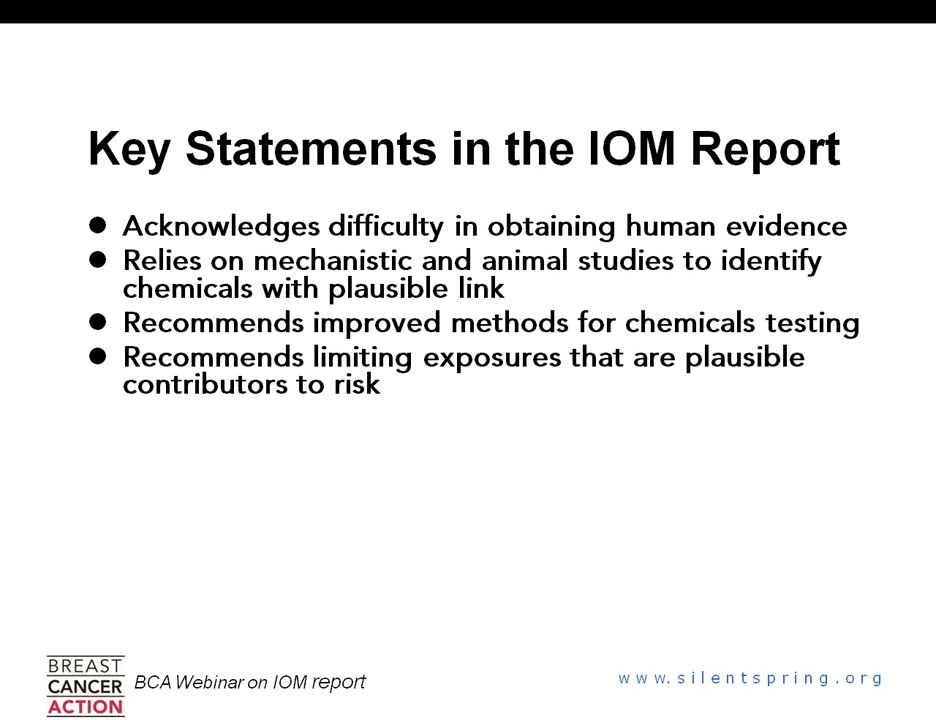 Key Statements in the IOM Report
● Acknowledges difficulty in obtaining human evidence
● Relies on mechanistic and animal studies to identify
chemicals with plausible link
● Recommends improved methods for chemicals testing
● Recommends limiting exposures that are plausible
contributors to risk
BREAST
CANCER
ACTION
BCA Webinar on IOM report
www.silentspring.org